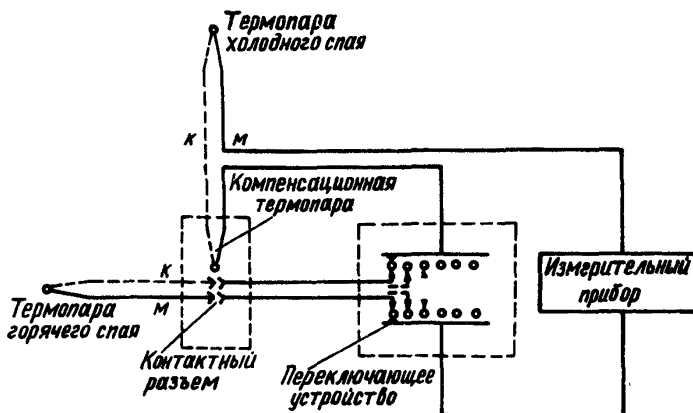 Термопара
холодного спая
К
М
Компенсационная
термопара
К
М
Термопара
горячего спая
Контактный
разъем
Переключающее
устройство
Измерительный
прибор